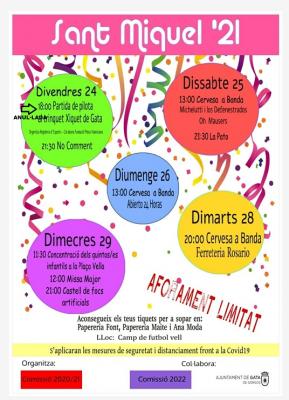 Sant Miquel '21
Divendres 24
18:00 Partida de pilota
ANUL·LADA
Trinquet Xiquet de Gata
21:30 No Comment
Dissabte 25
13:00 Cervesa a Banda
Michelutti i los Defenestrados
Oh Mausers
21:30 La Pato
Diumenge 26
13:00 Cervesa a Banda
Abierto 24 Horas
Dimarts 28
20:00 Cervesa a Banda
Ferreteria Rosario
Dimecres 29
11:30 Concentració dels quintos/es
infantils a la Plaça Vella
12:00 Missa Major
21:00 Castell de focs
artificials
AFORAMENT LIMITAT
Aconsegueix els teus tiquets per a sopar en:
Papereria Font, Papereria Maite i Ana Moda
LLoc: Camp de futbol vell
S'aplicaran les mesures de seguretat i distanciament front a la Covid19
Organitza:
Col·labora:
Comissió 2020/21
Comissió 2022
AJUNTAMENT DE GATA
DE GORGOS